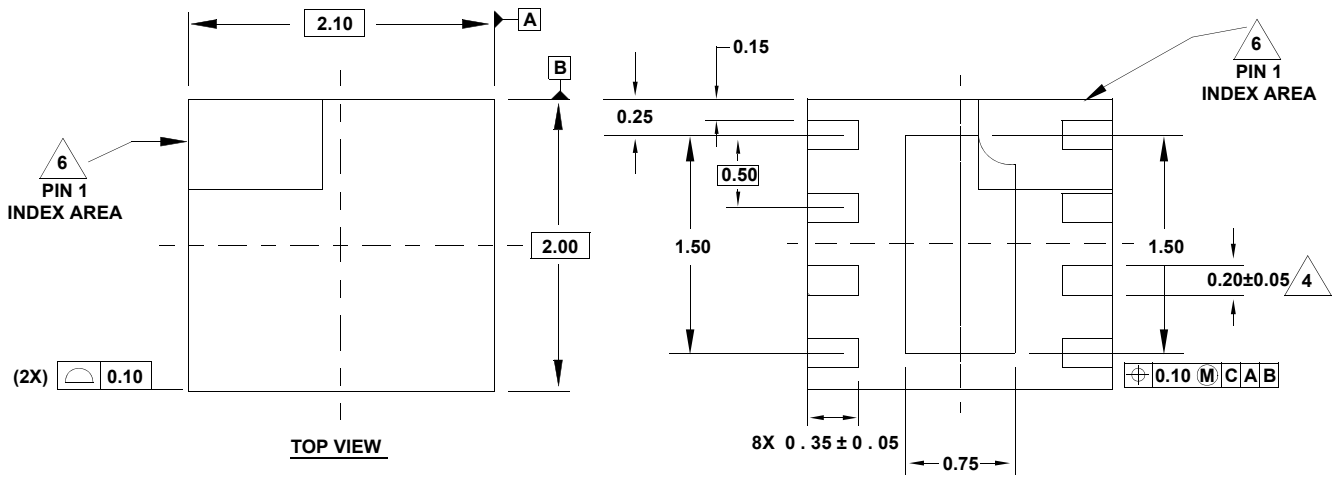 2.10
A
B
6
PIN 1
INDEX AREA
2.00
(2X) 0.10
TOP VIEW
0.15
0.25
0.50
1.50
6
PIN 1
INDEX AREA
1.50
0.20±0.05 4
0.10 M C A B
8X 0.35±0.05
0.75